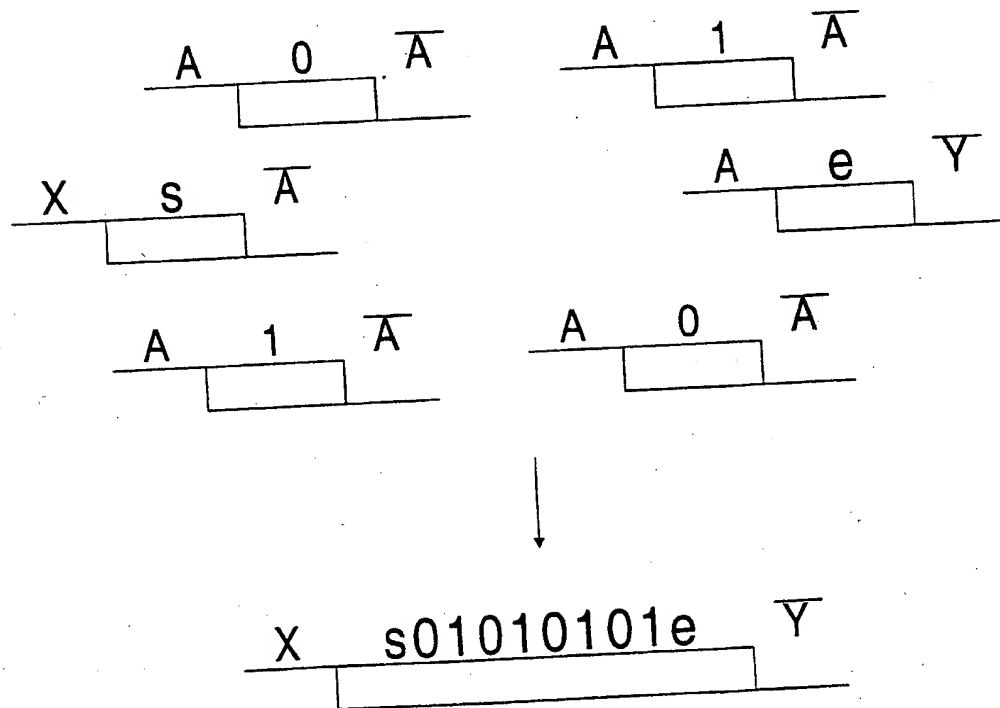 A 0 A̅ A 1 A̅
X s A̅ A e Y̅
A 1 A̅ A 0 A̅
X s01010101e Y̅